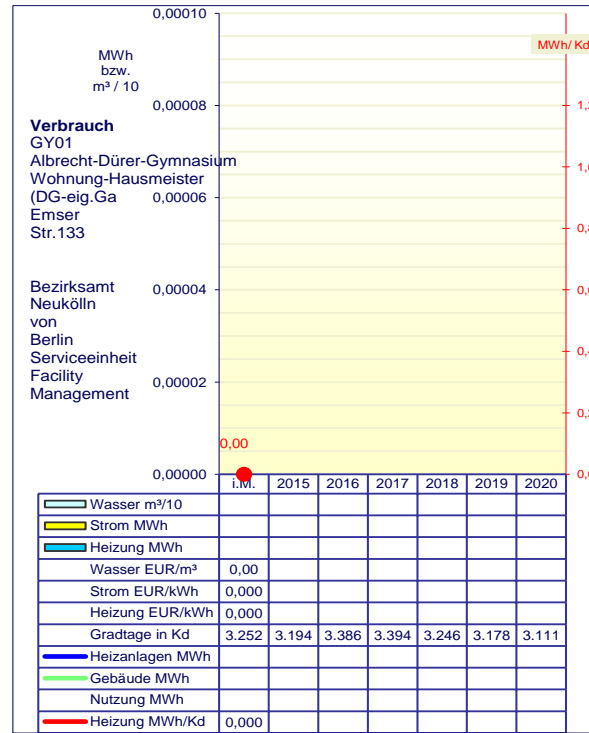 0,00010
MWh/Kd
MWh
bzw.
m³ / 10
0,00008
Verbrauch
GY01
Albrecht-Dürer-Gymnasium
Wohnung-Hausmeister
(DG-eig.Ga
0,00006
Emser
Str.133
Bezirksamt
0,00004
Neukölln
von
Berlin
Serviceeinheit
Facility
0,00002
Management
0,00
0,00000
i.M. 2015 2016 2017 2018 2019 2020
Wasser m³/10
Strom MWh
Heizung MWh
Wasser EUR/m³ 0,00
Strom EUR/kWh 0,000
Heizung EUR/kWh 0,000
Gradtage in Kd 3.252 3.194 3.386 3.394 3.246 3.178 3.111
Heizanlagen MWh
Gebäude MWh
Nutzung MWh
Heizung MWh/Kd 0,000